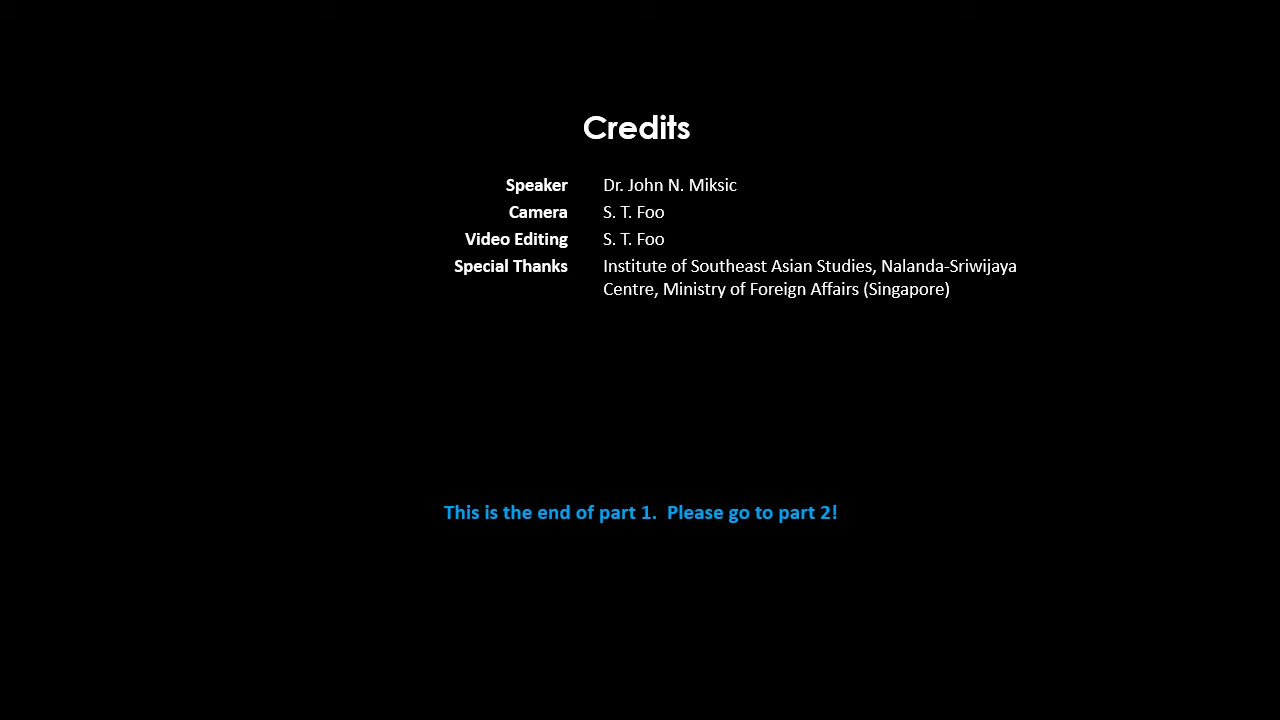 Credits
Speaker Dr. John N. Miksic
Camera S. T. Foo
Video Editing S. T. Foo
Special Thanks Institute of Southeast Asian Studies, Nalanda-Sriwijaya
Centre, Ministry of Foreign Affairs (Singapore)
This is the end of part 1.  Please go to part 2!